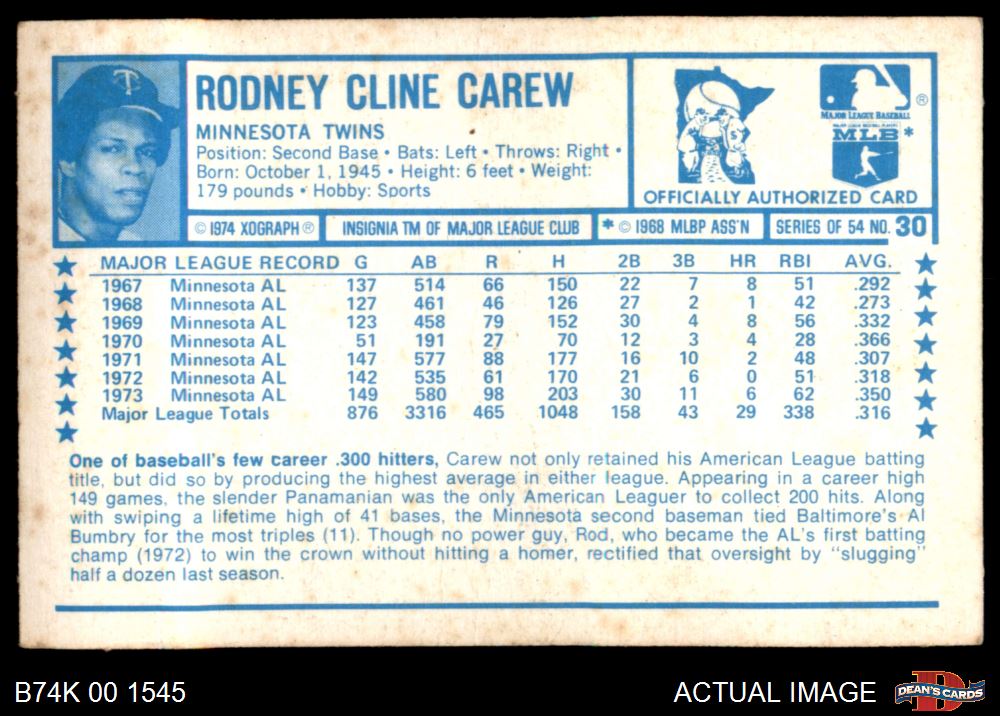 RODNEY CLINE CAREW
MINNESOTA TWINS
Position: Second Base • Bats: Left • Throws: Right •
Born: October 1, 1945 • Height: 6 feet • Weight:
179 pounds • Hobby: Sports
® MAJOR LEAGUE BASEBALL
MAJOR LEAGUE BASEBALL PLAYERS
MLB *
OFFICIALLY AUTHORIZED CARD
© 1974 XOGRAPH® INSIGNIA TM OF MAJOR LEAGUE CLUB * © 1968 MLBP ASS'N SERIES OF 54 NO. 30
MAJOR LEAGUE RECORD G AB R H 2B 3B HR RBI AVG.
1967 Minnesota AL 137 514 66 150 22 7 8 51 .292
1968 Minnesota AL 127 461 46 126 27 2 1 42 .273
1969 Minnesota AL 123 458 79 152 30 4 8 56 .332
1970 Minnesota AL 51 191 27 70 12 3 4 28 .366
1971 Minnesota AL 147 577 88 177 16 10 2 48 .307
1972 Minnesota AL 142 535 61 170 21 6 0 51 .318
1973 Minnesota AL 149 580 98 203 30 11 6 62 .350
Major League Totals 876 3316 465 1048 158 43 29 338 .316
One of baseball's few career .300 hitters, Carew not only retained his American League batting
title, but did so by producing the highest average in either league. Appearing in a career high
149 games, the slender Panamanian was the only American Leaguer to collect 200 hits. Along
with swiping a lifetime high of 41 bases, the Minnesota second baseman tied Baltimore's Al
Bumbry for the most triples (11). Though no power guy, Rod, who became the AL's first batting
champ (1972) to win the crown without hitting a homer, rectified that oversight by "slugging"
half a dozen last season.
B74K 00 1545 ACTUAL IMAGE D DEAN'S CARDS